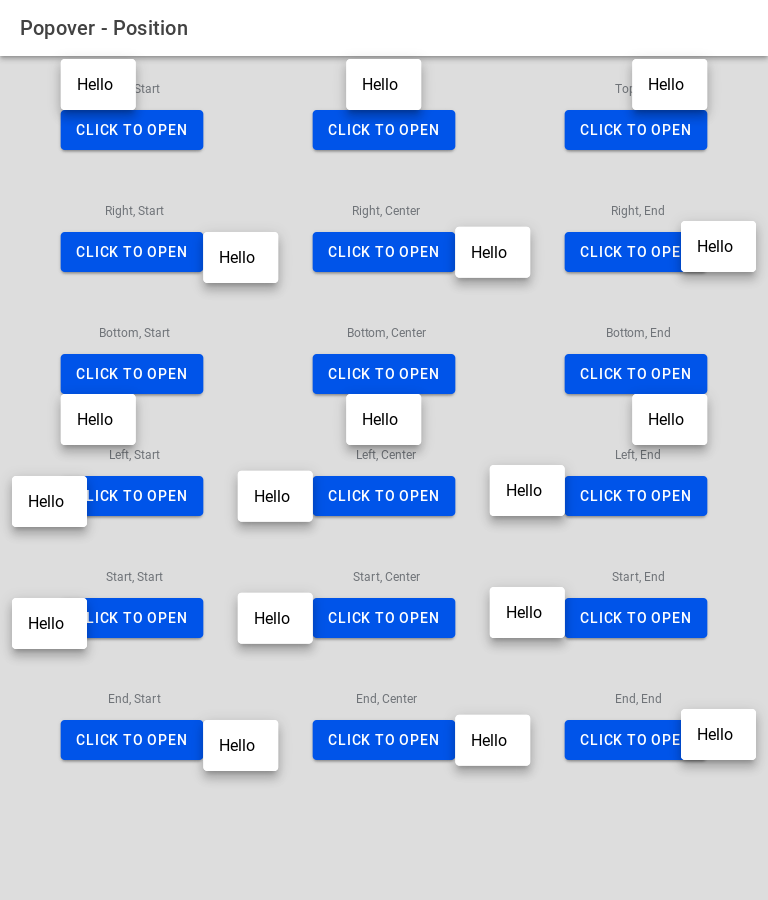 Popover - Position
Hello Start Hello Hello
CLICK TO OPEN CLICK TO OPEN CLICK TO OPEN
Right, Start Right, Center Right, End
CLICK TO OPEN Hello CLICK TO OPEN Hello CLICK TO Hello
Bottom, Start Bottom, Center Bottom, End
CLICK TO OPEN CLICK TO OPEN CLICK TO OPEN
Hello Hello Hello
Left, Start Left, Center Left, End
Hello TO OPEN Hello CLICK TO OPEN Hello CLICK TO OPEN
Start, Start Start, Center Start, End
Hello TO OPEN Hello CLICK TO OPEN Hello CLICK TO OPEN
End, Start End, Center End, End
CLICK TO OPEN Hello CLICK TO OPEN Hello CLICK TO Hello